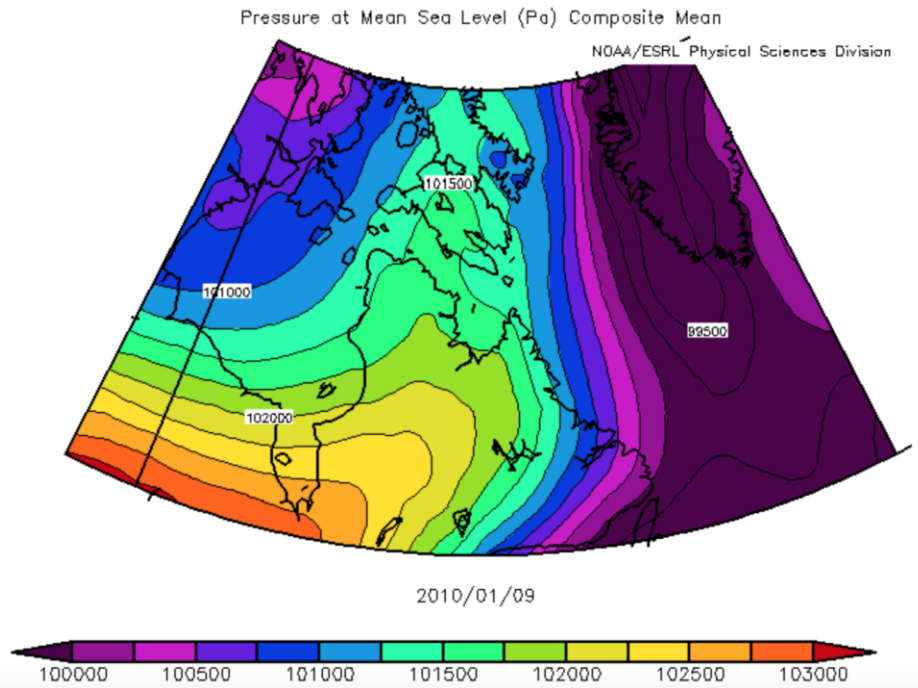 Pressure at Mean Sea Level (Pa) Composite Mean
NOAA/ESRL Physical Sciences Division
101500
101000
99500
102000
2010/01/09
100000 100500 101000 101500 102000 102500 103000